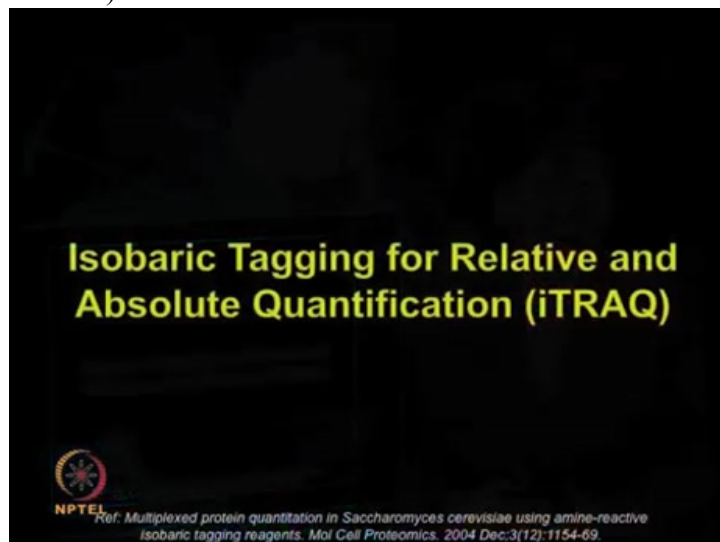 )
Isobaric Tagging for Relative and
Absolute Quantification (iTRAQ)
NPTEL
Ref: Multiplexed protein quantitation in Saccharomyces cerevisiae using amine-reactive
isobaric tagging reagents. Mol Cell Proteomics. 2004 Dec;3(12):1154-69.